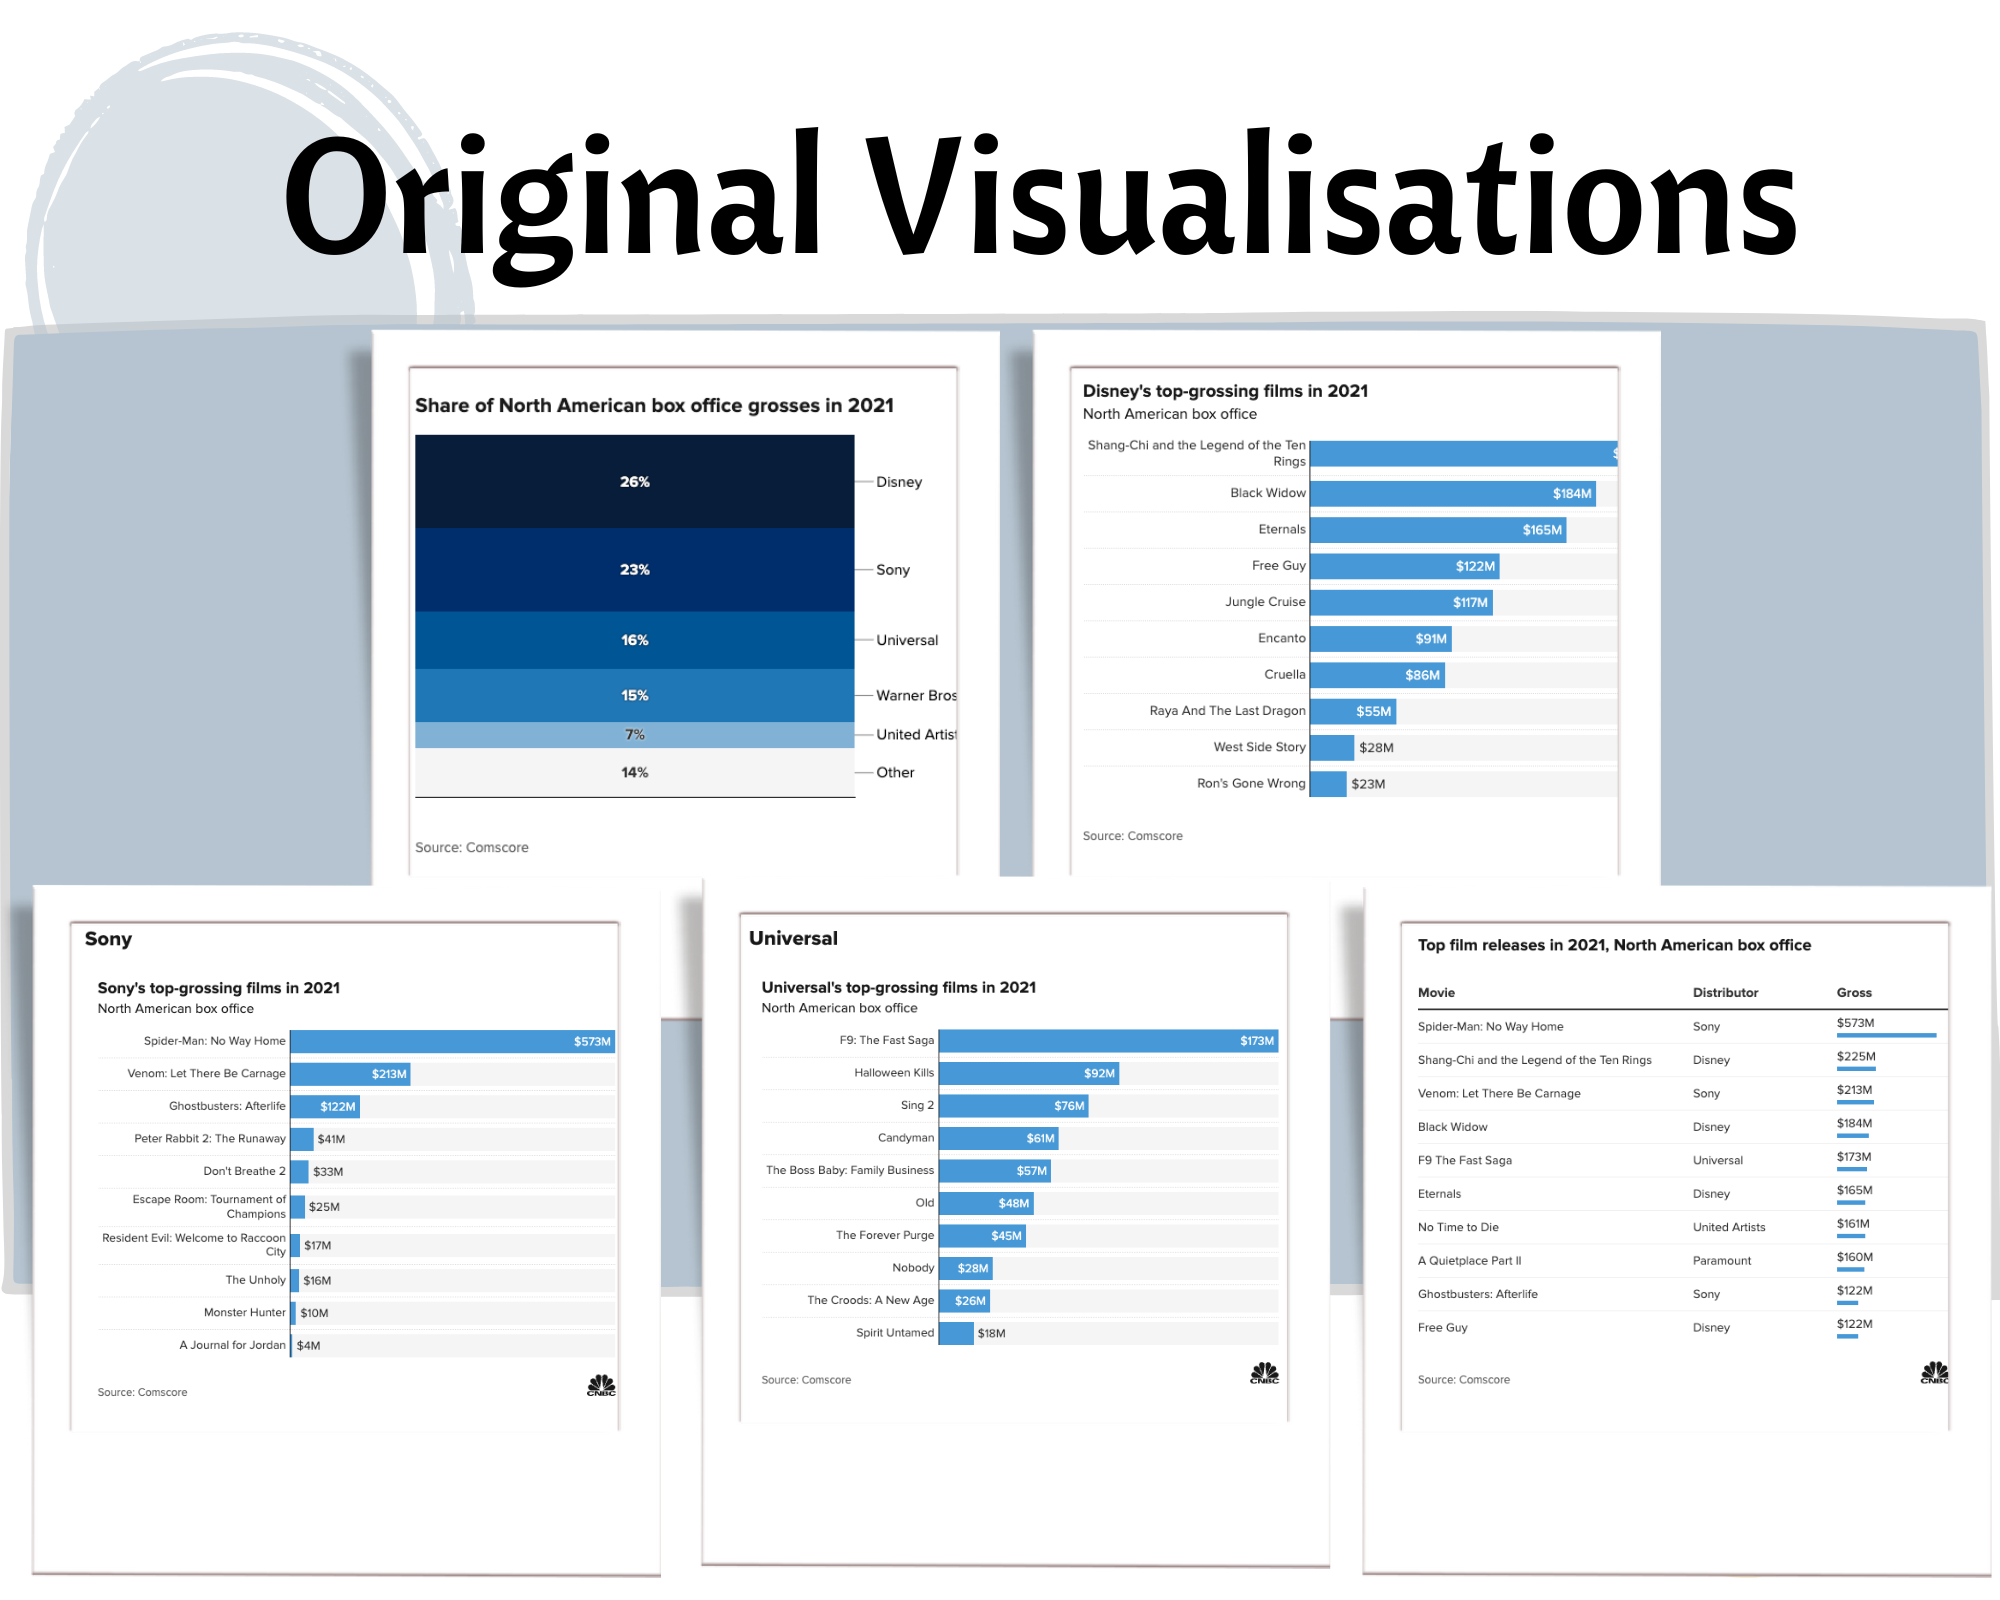 Original Visualisations
Share of North American box office grosses in 2021
26%
Disney
23%
Sony
16%
Universal
15%
Warner Bros
7%
United Artis
14%
Other
Source: Comscore
Disney's top-grossing films in 2021
North American box office
Shang-Chi and the Legend of the Ten
Rings
$
Black Widow $184M
Eternals $165M
Free Guy $122M
Jungle Cruise $117M
Encanto $91M
Cruella $86M
Raya And The Last Dragon $55M
West Side Story $28M
Ron's Gone Wrong $23M
Source: Comscore
Sony
Sony's top-grossing films in 2021
North American box office
Spider-Man: No Way Home $573M
Venom: Let There Be Carnage $213M
Ghostbusters: Afterlife $122M
Peter Rabbit 2: The Runaway $41M
Don't Breathe 2 $33M
Escape Room: Tournament of
Champions $25M
Resident Evil: Welcome to Raccoon
City $17M
The Unholy $16M
Monster Hunter $10M
A Journal for Jordan $4M
Source: Comscore
CNBC
Universal
Universal's top-grossing films in 2021
North American box office
F9: The Fast Saga $173M
Halloween Kills $92M
Sing 2 $76M
Candyman $61M
The Boss Baby: Family Business $57M
Old $48M
The Forever Purge $45M
Nobody $28M
The Croods: A New Age $26M
Spirit Untamed $18M
Source: Comscore
CNBC
Top film releases in 2021, North American box office
Movie Distributor Gross
Spider-Man: No Way Home Sony $573M
Shang-Chi and the Legend of the Ten Rings Disney $225M
Venom: Let There Be Carnage Sony $213M
Black Widow Disney $184M
F9 The Fast Saga Universal $173M
Eternals Disney $165M
No Time to Die United Artists $161M
A Quietplace Part II Paramount $160M
Ghostbusters: Afterlife Sony $122M
Free Guy Disney $122M
Source: Comscore
CNBC